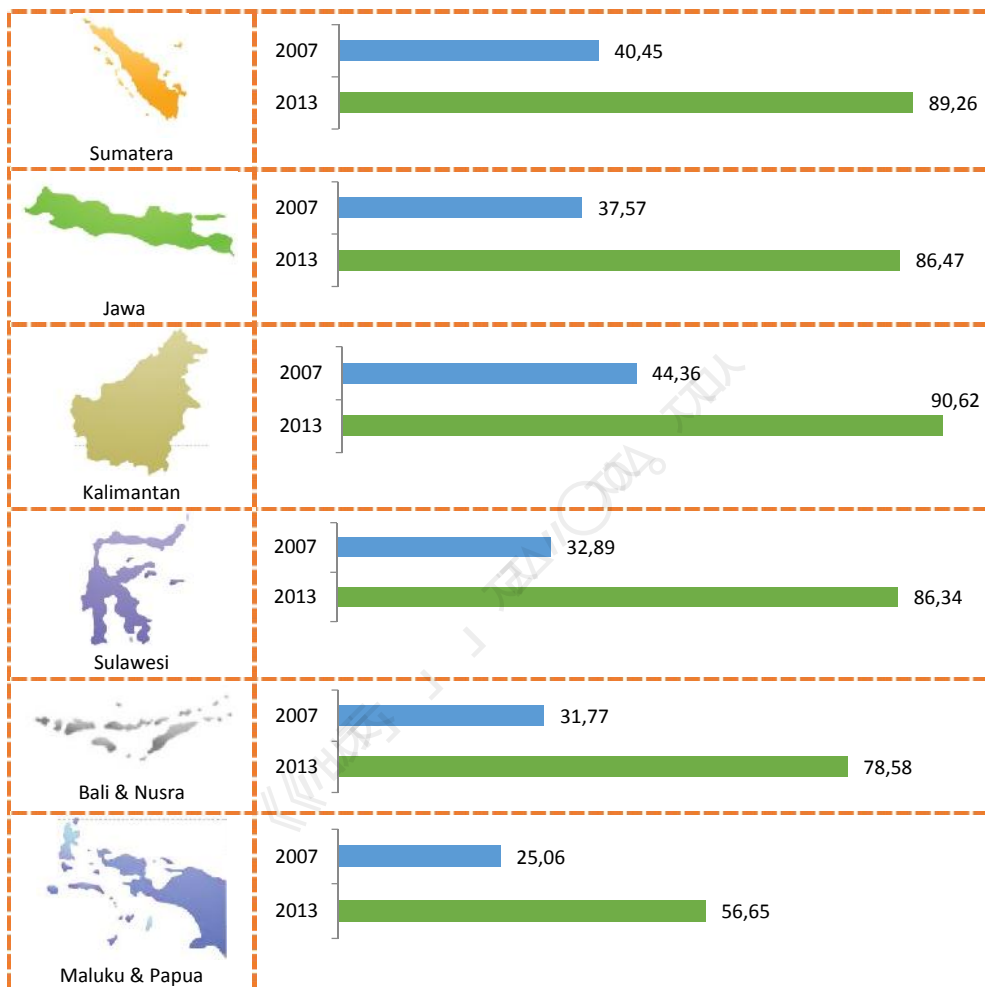 2007 40,45
2013 89,26
Sumatera
2007 37,57
2013 86,47
Jawa
2007 44,36
2013 90,62
Kalimantan
2007 32,89
2013 86,34
Sulawesi
2007 31,77
2013 78,58
Bali & Nusra
2007 25,06
2013 56,65
Maluku & Papua